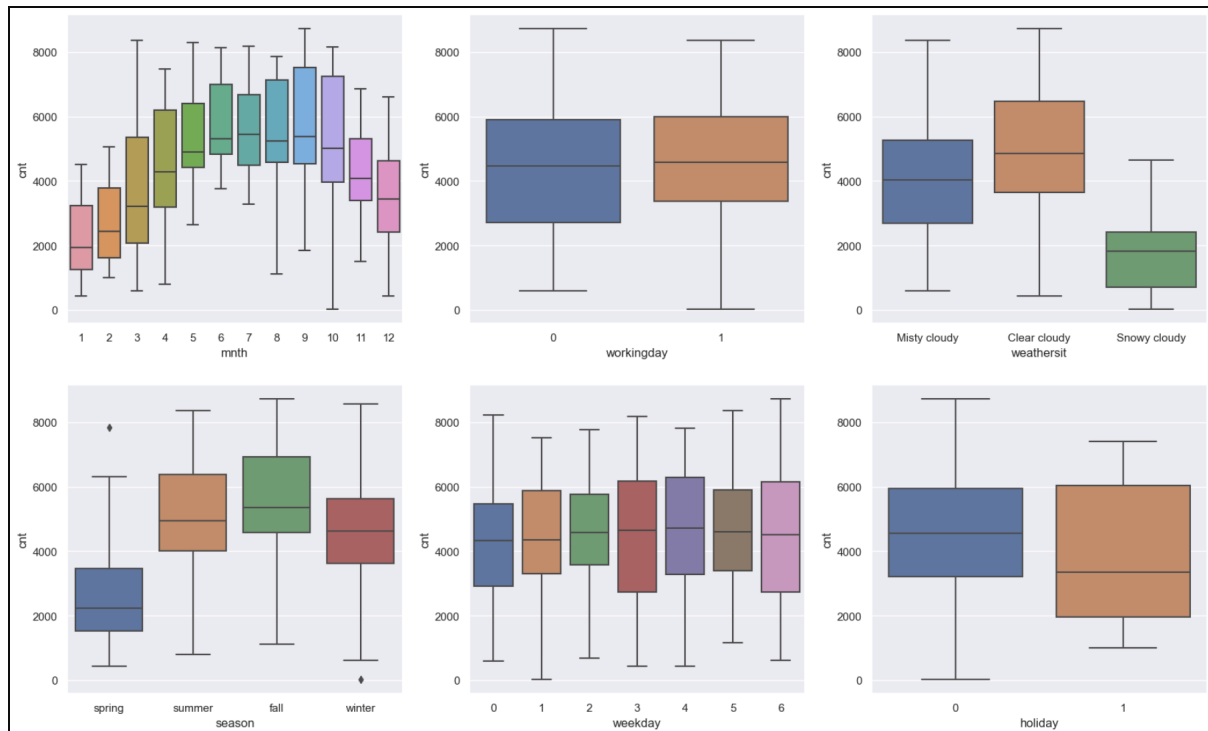 8000
6000
4000
2000
0
cnt
1 2 3 4 5 6 7 8 9 10 11 12
mnth
8000
6000
4000
2000
0
cnt
0 1
workingday
8000
6000
4000
2000
0
cnt
Misty cloudy Clear cloudy Snowy cloudy
weathersit
8000
6000
4000
2000
0
cnt
spring summer fall winter
season
8000
6000
4000
2000
0
cnt
0 1 2 3 4 5 6
weekday
8000
6000
4000
2000
0
cnt
0 1
holiday